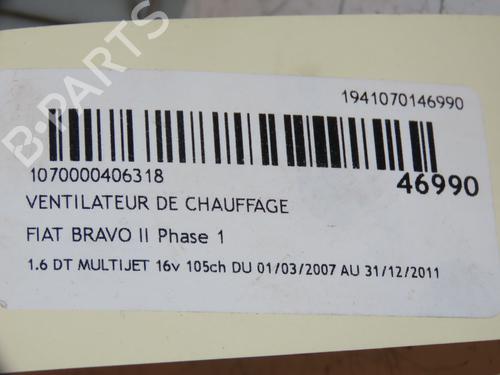 B-PARTS
1941070146990
1070000406318
46990
VENTILATEUR DE CHAUFFAGE
FIAT BRAVO II Phase 1
1.6 DT MULTIJET 16v 105ch DU 01/03/2007 AU 31/12/2011